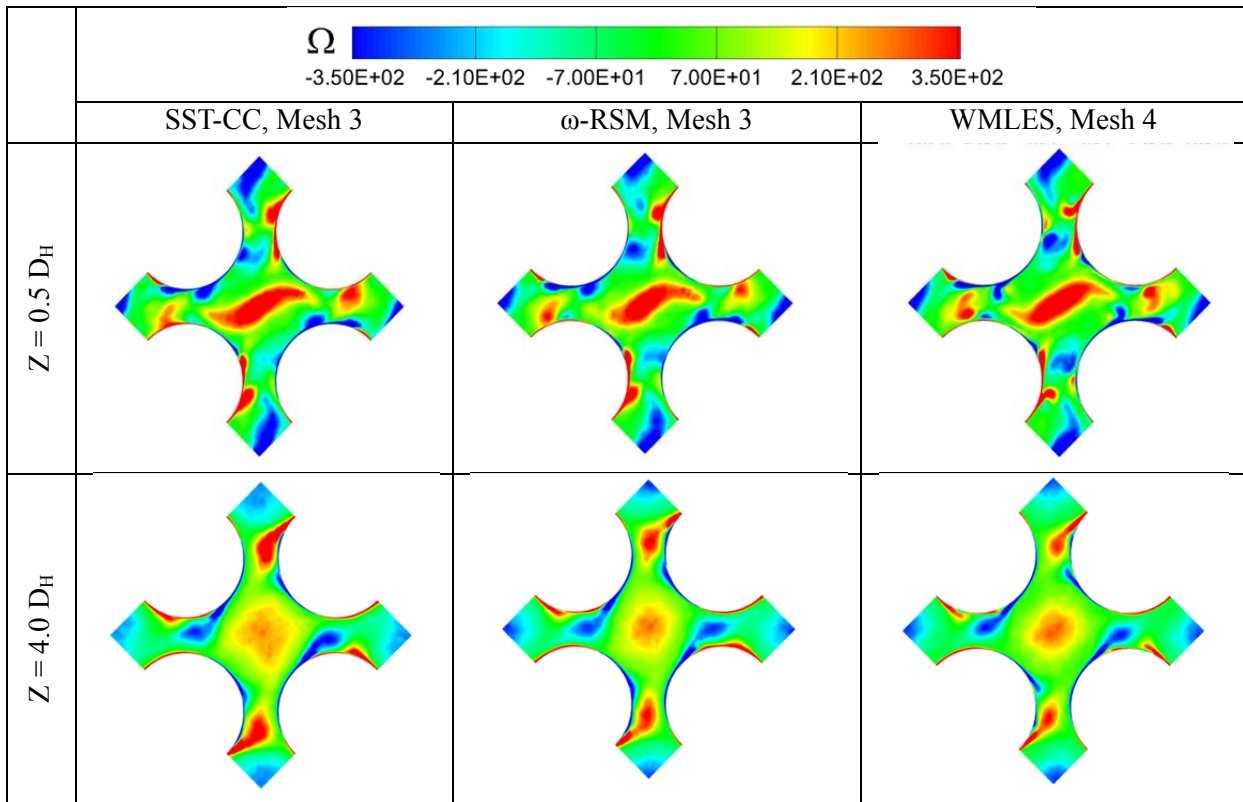 Ω
-3.50E+02 -2.10E+02 -7.00E+01 7.00E+01 2.10E+02 3.50E+02
SST-CC, Mesh 3 ω-RSM, Mesh 3 WMLES, Mesh 4
Z = 0.5 D_H
Z = 4.0 D_H